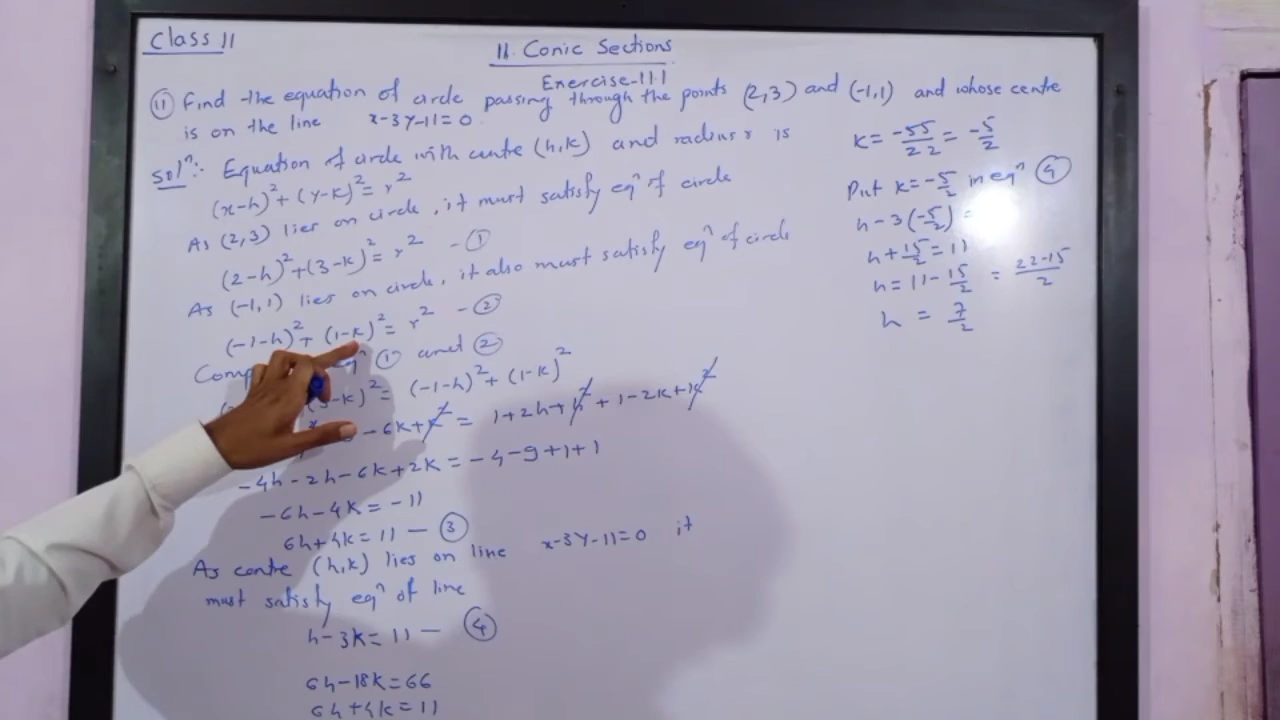 Class 11
11. Conic Sections
Exercise-11.1
(11) Find the equation of circle passing through the points (2,3) and (-1,1) and whose centre
is on the line x-3y-11=0
Solⁿ:- Equation of circle with centre (h,k) and radius r is
(x-h)²+(y-k)²=r²
As (2,3) lies on circle, it must satisfy eqⁿ of circle
(2-h)²+(3-k)²=r² -①
As (-1,1) lies on circle, it also must satisfy eqⁿ of circle
(-1-h)²+(1-k)²=r² -②
Comp eqⁿ ① and ②
-k)²=(-1-h)²+(1-k)²
-6k+k²=1+2h+h²+1-2k+k²
-4h-2h-6k+2k=-4-9+1+1
-6h-4k=-11
6h+4k=11 -③
As centre (h,k) lies on line x-3y-11=0 it
must satisfy eqⁿ of line
h-3k=11 - ④
6h-18k=66
6h+4k=11
k=-55/22=-5/2
Put k=-5/2 in eqⁿ ④
h-3(-5/2)=
h+15/2=11
h=11-15/2=22-15/2
h=7/2